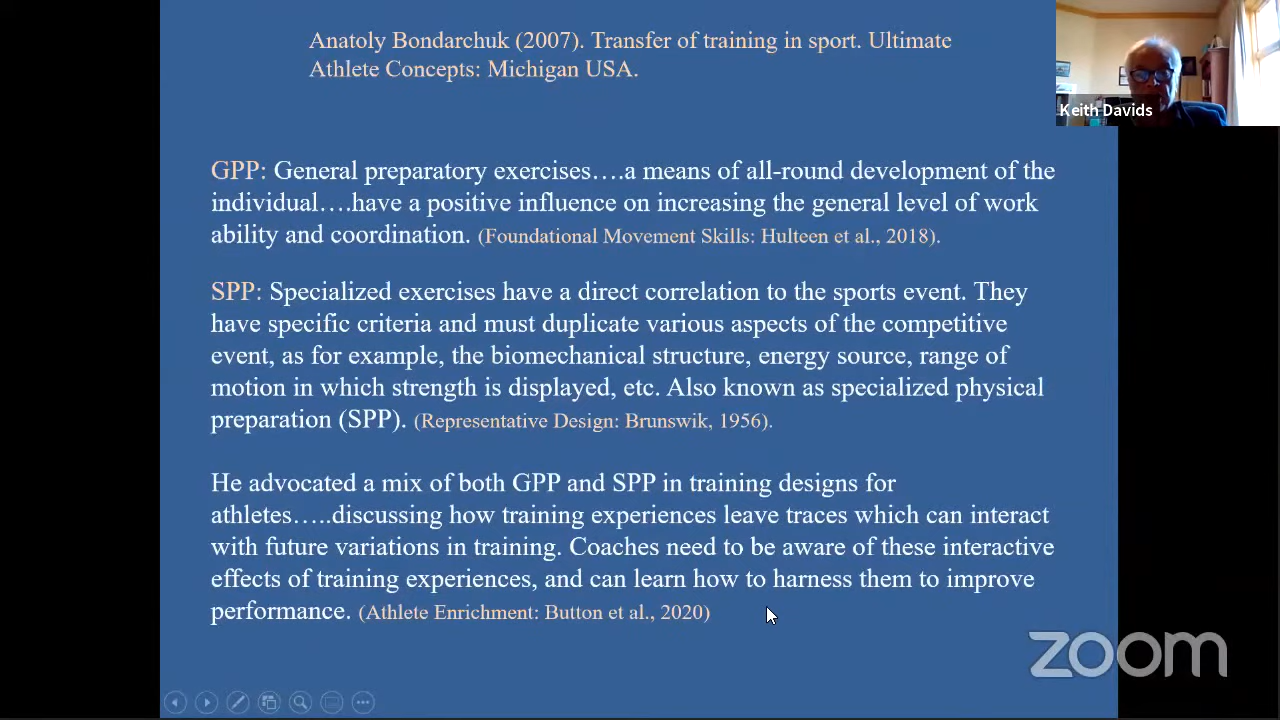 Anatoly Bondarchuk (2007). Transfer of training in sport. Ultimate
Athlete Concepts: Michigan USA.
Keith Davids
GPP: General preparatory exercises….a means of all-round development of the
individual….have a positive influence on increasing the general level of work
ability and coordination. (Foundational Movement Skills: Hulteen et al., 2018).
SPP: Specialized exercises have a direct correlation to the sports event. They
have specific criteria and must duplicate various aspects of the competitive
event, as for example, the biomechanical structure, energy source, range of
motion in which strength is displayed, etc. Also known as specialized physical
preparation (SPP). (Representative Design: Brunswik, 1956).
He advocated a mix of both GPP and SPP in training designs for
athletes…..discussing how training experiences leave traces which can interact
with future variations in training. Coaches need to be aware of these interactive
effects of training experiences, and can learn how to harness them to improve
performance. (Athlete Enrichment: Button et al., 2020)
zoom